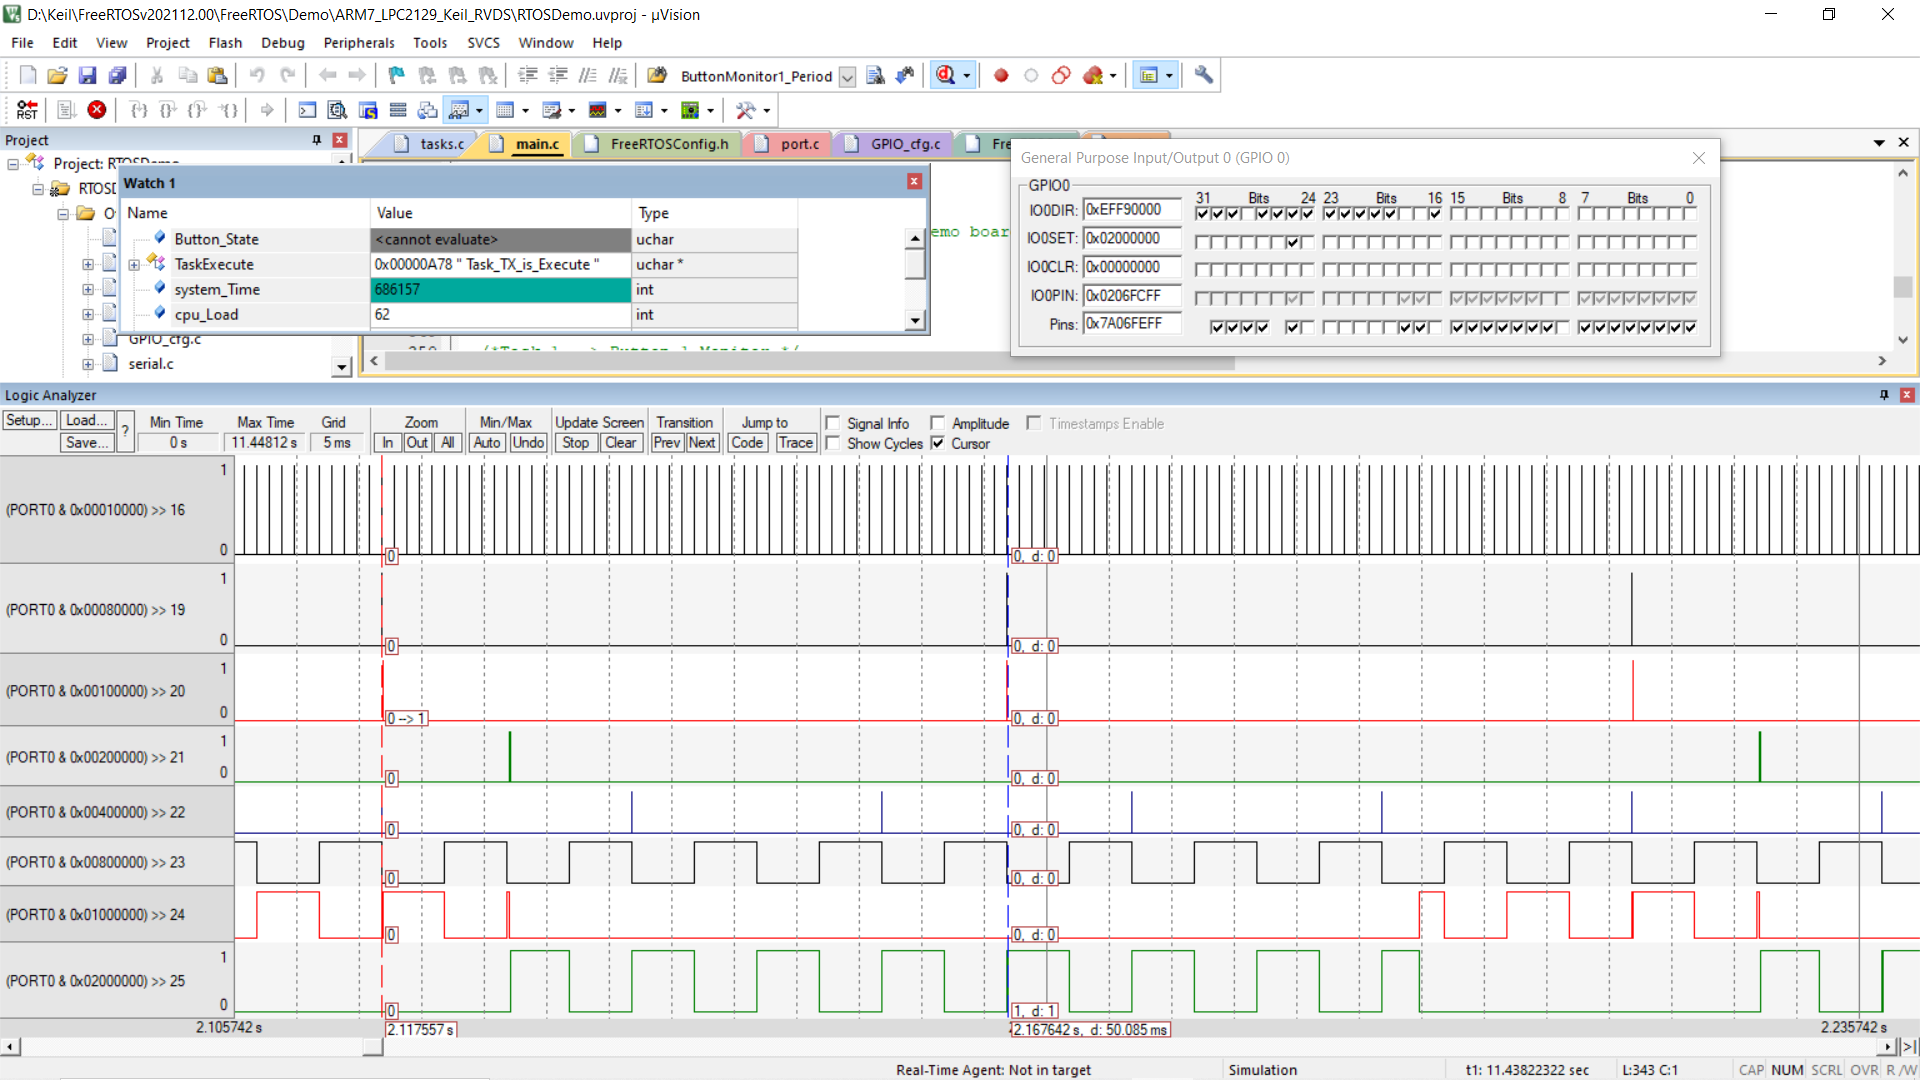 D:\Keil\FreeRTOSv202112.00\FreeRTOS\Demo\ARM7_LPC2129_Keil_RVDS\RTOSDemo.uvproj - µVision
File Edit View Project Flash Debug Peripherals Tools SVCS Window Help
ButtonMonitor1_Period
RST
Project
tasks.c main.c FreeRTOSConfig.h port.c GPIO_cfg.c Fre
Project: RTOSDemo
RTOSD
O
GPIO_cfg.c
serial.c
Watch 1
Name Value Type
Button_State <cannot evaluate> uchar
TaskExecute 0x00000A78 " Task_TX_is_Execute " uchar *
system_Time 686157 int
cpu_Load 62 int
emo boar
General Purpose Input/Output 0 (GPIO 0)
GPIO0
31 Bits 24 23 Bits 16 15 Bits 8 7 Bits 0
IO0DIR: 0xEFF90000
IO0SET: 0x02000000
IO0CLR: 0x00000000
IO0PIN: 0x0206FCFF
Pins: 0x7A06FEFF
Logic Analyzer
Setup... Load... Save... ?
Min Time Max Time Grid Zoom Min/Max Update Screen Transition Jump to Signal Info Amplitude Timestamps Enable
0 s 11.44812 s 5 ms In Out All Auto Undo Stop Clear Prev Next Code Trace Show Cycles Cursor
1
(PORT0 & 0x00010000) >> 16
0 0 0, d: 0
1
(PORT0 & 0x00080000) >> 19
0 0 0, d: 0
1
(PORT0 & 0x00100000) >> 20
0 0 --> 1 0, d: 0
1
(PORT0 & 0x00200000) >> 21
0 0 0, d: 0
(PORT0 & 0x00400000) >> 22
0 0, d: 0
(PORT0 & 0x00800000) >> 23
0 0, d: 0
(PORT0 & 0x01000000) >> 24
0 0, d: 0
1
(PORT0 & 0x02000000) >> 25
0 0 1, d: 1
2.105742 s 2.117557 s 2.167642 s, d: 50.085 ms 2.235742 s
Real-Time Agent: Not in target Simulation t1: 11.43822322 sec L:343 C:1 CAP NUM SCRL OVR R/W